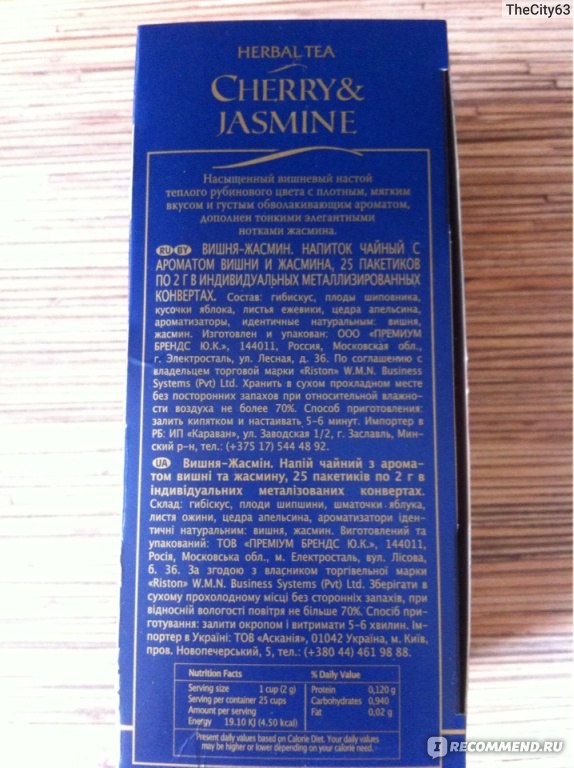 TheCity63
HERBAL TEA
CHERRY&
JASMINE
Насыщенный вишневый настой
теплого рубинового цвета с плотным, мягким
вкусом и густым обволакивающим ароматом,
дополнен тонкими элегантными
нотками жасмина.
RU BY ВИШНЯ–ЖАСМИН. НАПИТОК ЧАЙНЫЙ С
АРОМАТОМ ВИШНИ И ЖАСМИНА, 25 ПАКЕТИКОВ
ПО 2 Г В ИНДИВИДУАЛЬНЫХ МЕТАЛЛИЗИРОВАННЫХ
КОНВЕРТАХ. Состав: гибискус, плоды шиповника,
кусочки яблока, листья ежевики, цедра апельсина,
ароматизаторы, идентичные натуральным: вишня,
жасмин. Изготовлен и упакован: ООО «ПРЕМИУМ
БРЕНДС Ю.К.», 144011, Россия, Московская обл.,
г. Электросталь, ул. Лесная, д. 36. По соглашению с
владельцем торговой марки «Riston» W.M.N. Business
Systems (Pvt) Ltd. Хранить в сухом прохладном месте
без посторонних запахов при относительной влажно-
сти воздуха не более 70%. Способ приготовления:
залить кипятком и настаивать 5–6 минут. Импортер в
РБ: ИП «Караван», ул. Заводская 1/2, г. Заславль, Мин-
ский р–н, тел.: (+375 17) 544 48 92.
UA Вишня–Жасмін. Напій чайний з арома-
том вишні та жасмину, 25 пакетиків по 2 г в
індивідуальних металізованих конвертах.
Склад: гібіскус, плоди шипшини, шматочки яблука,
листя ожини, цедра апельсина, ароматизатори іден-
тичні натуральним: вишня, жасмин. Виготовлений та
упакований: ТОВ «ПРЕМІУМ БРЕНДС Ю.К.», 144011,
Росія, Московська обл., м. Електросталь, вул. Лісова,
б. 36. За згодою з власником торгівельної марки
«Riston» W.M.N. Business Systems (Pvt) Ltd. Зберігати в
сухому прохолодному місці без сторонніх запахів, при
відносній вологості повітря не більше 70%. Спосіб при-
готування: залити окропом і витримати 5–6 хвилин. Ім-
портер в Україні: ТОВ «Асканія», 01042 Україна, м. Київ,
пров. Новопечерський, 5, тел.: (+380 44) 461 98 88.
Nutrition Facts % Daily Value
Serving size 1 cup (2 g) Protein 0,120 g
Serving per container 25 cups Carbohydrates 0,940
Amount per serving Fat 0,02 g
Energy 19.10 KJ (4.50 kcal)
Present daily values based on Calorie Diet. Your daily values
may be higher or lower depending on your calorie need.
IRECOMMEND.RU